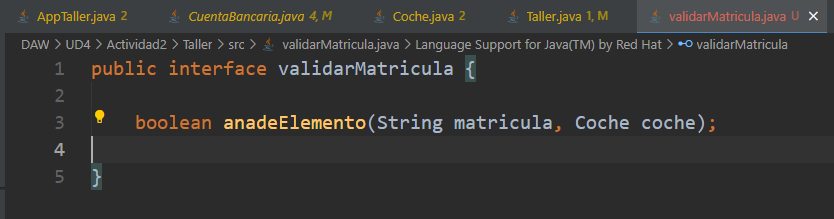 AppTaller.java 2 CuentaBancaria.java 4, M Coche.java 2 Taller.java 1, M validarMatricula.java U
DAW > UD4 > Actividad2 > Taller > src > validarMatricula.java > Language Support for Java(TM) by Red Hat > validarMatricula
1 public interface validarMatricula {
2
3 boolean anadeElemento(String matricula, Coche coche);
4
5 }